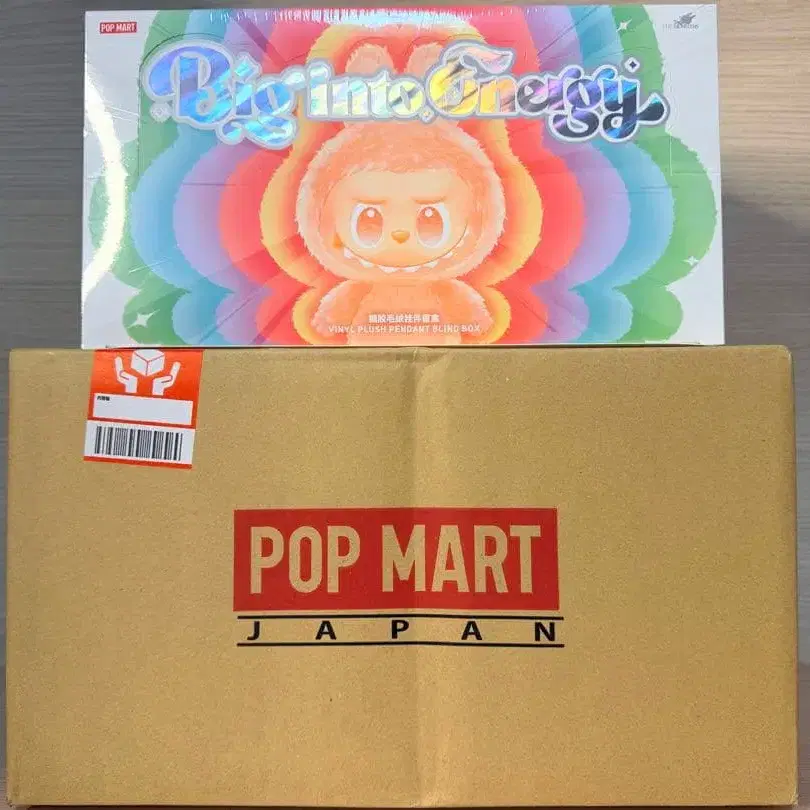 POP MART
Big into Energy
搪胶毛绒挂件盲盒
VINYL PLUSH PENDANT BLIND BOX
POP MART
JAPAN